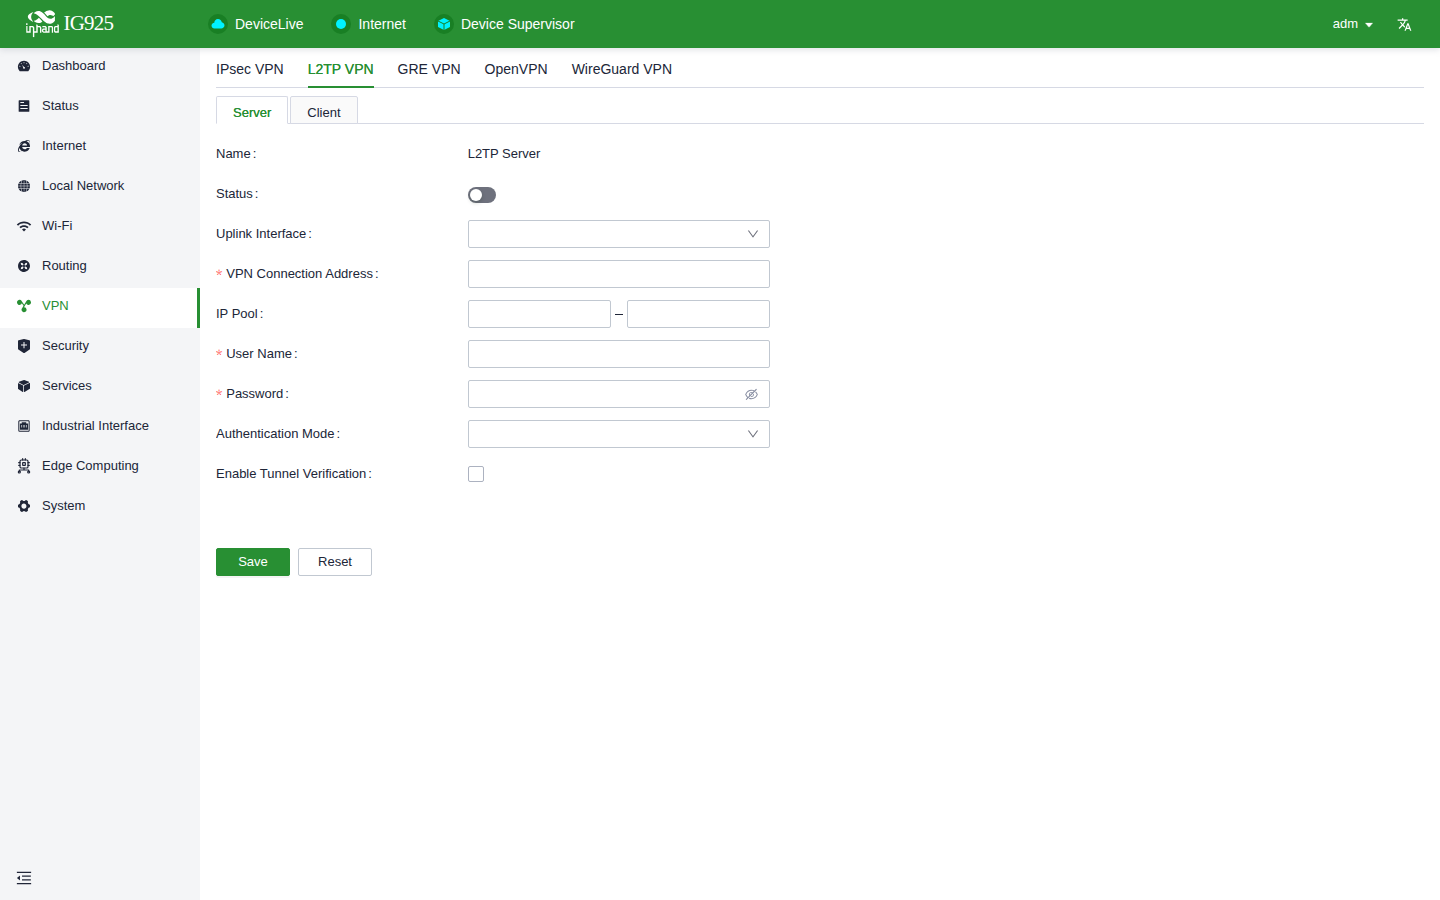 inhand IG925 DeviceLive Internet Device Supervisor adm
Dashboard
Status
Internet
Local Network
Wi-Fi
Routing
VPN
Security
Services
Industrial Interface
Edge Computing
System
IPsec VPN L2TP VPN GRE VPN OpenVPN WireGuard VPN
Server Client
Name: L2TP Server
Status:
Uplink Interface:
* VPN Connection Address:
IP Pool: –
* User Name:
* Password:
Authentication Mode:
Enable Tunnel Verification:
Save Reset